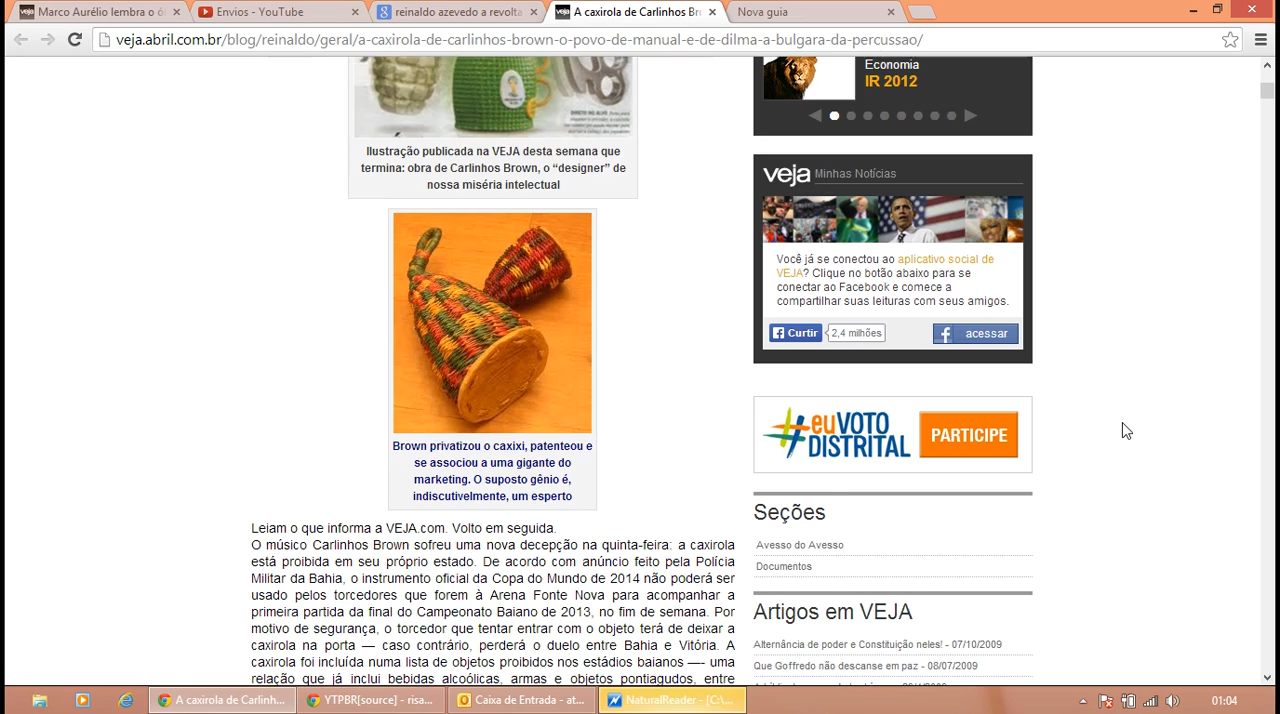 Marco Aurélio lembra o ól
Envios - YouTube
reinaldo azevedo a revolta
A caxirola de Carlinhos Br
Nova guia
veja.abril.com.br/blog/reinaldo/geral/a-caxirola-de-carlinhos-brown-o-povo-de-manual-e-de-dilma-a-bulgara-da-percussao/
Ilustração publicada na VEJA desta semana que
termina: obra de Carlinhos Brown, o “designer” de
nossa miséria intelectual
Brown privatizou o caxixi, patenteou e
se associou a uma gigante do
marketing. O suposto gênio é,
indiscutivelmente, um esperto
Leiam o que informa a VEJA.com. Volto em seguida.
O músico Carlinhos Brown sofreu uma nova decepção na quinta-feira: a caxirola
está proibida em seu próprio estado. De acordo com anúncio feito pela Polícia
Militar da Bahia, o instrumento oficial da Copa do Mundo de 2014 não poderá ser
usado pelos torcedores que forem à Arena Fonte Nova para acompanhar a
primeira partida da final do Campeonato Baiano de 2013, no fim de semana. Por
motivo de segurança, o torcedor que tentar entrar com o objeto terá de deixar a
caxirola na porta — caso contrário, perderá o duelo entre Bahia e Vitória. A
caxirola foi incluída numa lista de objetos proibidos nos estádios baianos —- uma
relação que já inclui bebidas alcoólicas, armas e objetos pontiagudos, entre
Economia
IR 2012
veja Minhas Notícias
Você já se conectou ao aplicativo social de
VEJA? Clique no botão abaixo para se
conectar ao Facebook e comece a
compartilhar suas leituras com seus amigos.
Curtir 2,4 milhões acessar
#euVOTO
DISTRITAL
PARTICIPE
Seções
Avesso do Avesso
Documentos
Artigos em VEJA
Alternância de poder e Constituição neles! - 07/10/2009
Que Goffredo não descanse em paz - 08/07/2009
A caxirola de Carlinh...
YTPBR[source] - risa...
Caixa de Entrada - at...
NaturalReader - [C:\...
01:04